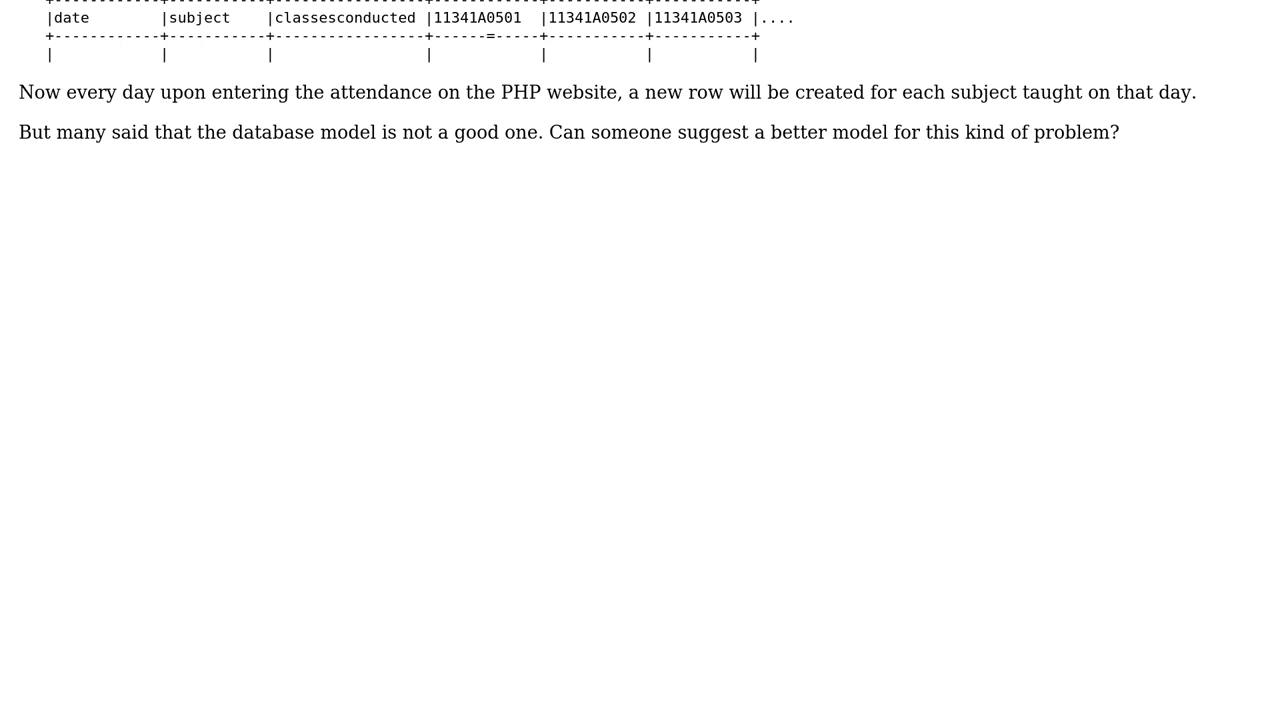 +------------+-----------+-----------------+------------+-----------+-----------+
|date        |subject    |classesconducted |11341A0501  |11341A0502 |11341A0503 |....
+------------+-----------+-----------------+------=-----+-----------+-----------+
|            |           |                 |            |           |           |
Now every day upon entering the attendance on the PHP website, a new row will be created for each subject taught on that day.
But many said that the database model is not a good one. Can someone suggest a better model for this kind of problem?